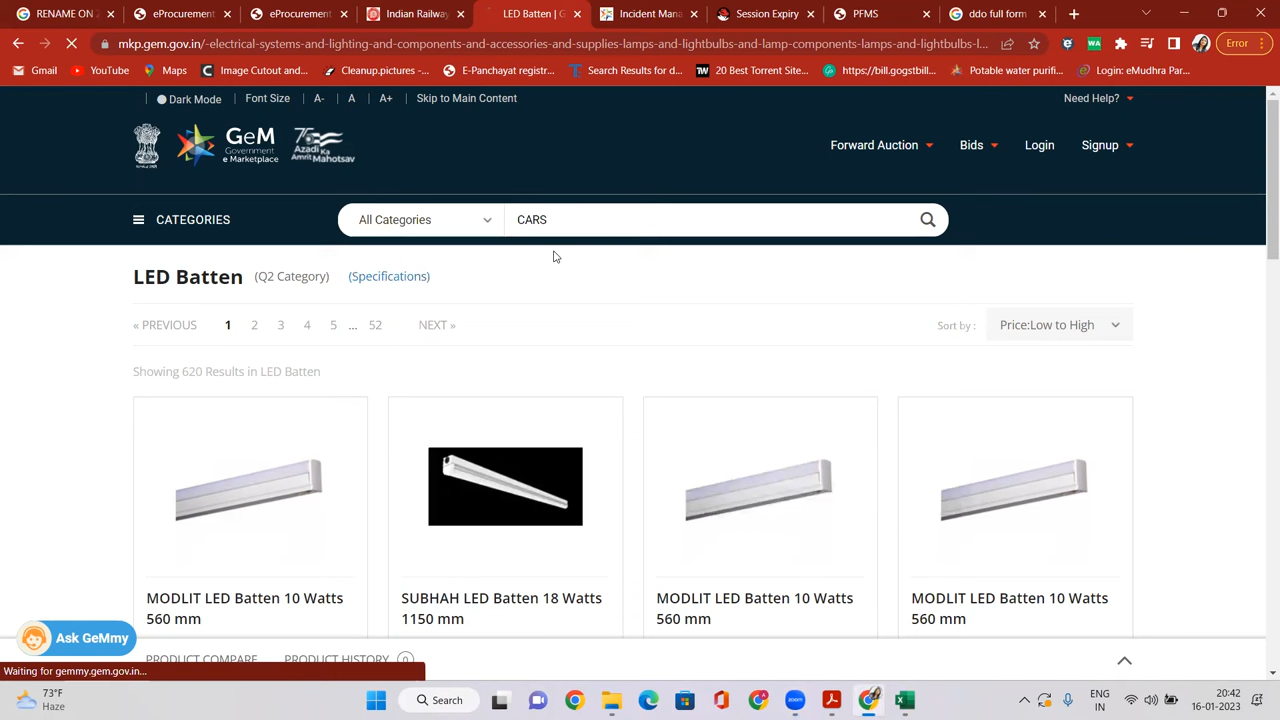 RENAME ON 2
eProcurement
eProcurement
Indian Railway
LED Batten | G
Incident Mana
Session Expiry
PFMS
ddo full form
mkp.gem.gov.in/-electrical-systems-and-lighting-and-components-and-accessories-and-supplies-lamps-and-lightbulbs-and-lamp-components-lamps-and-lightbulbs-l...
Error
Gmail
YouTube
Maps
Image Cutout and...
Cleanup.pictures -...
E-Panchayat registr...
Search Results for d...
20 Best Torrent Site...
https://bill.gogstbill...
Potable water purifi...
Login: eMudhra Par...
Dark Mode
Font Size
A-
A
A+
Skip to Main Content
Need Help?
GeM
Government
e Marketplace
Azadi Ka
Amrit Mahotsav
Forward Auction
Bids
Login
Signup
CATEGORIES
All Categories
CARS
LED Batten (Q2 Category) (Specifications)
« PREVIOUS 1 2 3 4 5 ... 52 NEXT »
Sort by : Price:Low to High
Showing 620 Results in LED Batten
MODLIT LED Batten 10 Watts
560 mm
SUBHAH LED Batten 18 Watts
1150 mm
MODLIT LED Batten 10 Watts
560 mm
MODLIT LED Batten 10 Watts
560 mm
Ask GeMmy
PRODUCT COMPARE
PRODUCT HISTORY 0
Waiting for gemmy.gem.gov.in...
73°F
Haze
Search
zoom
ENG
IN
20:42
16-01-2023